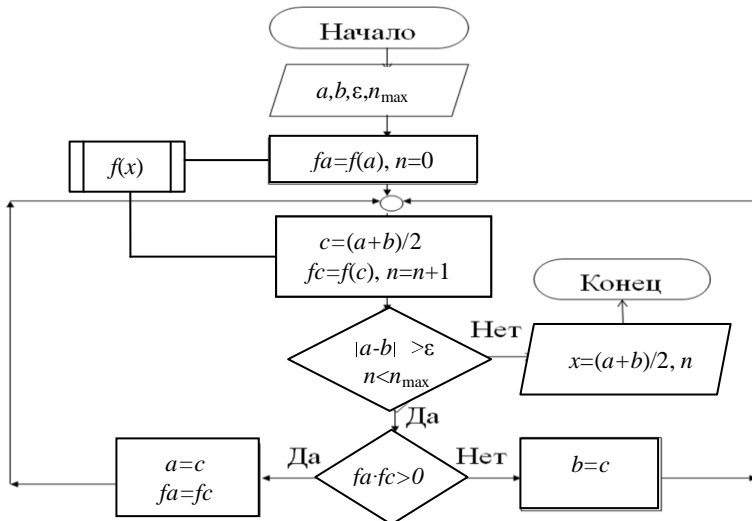 Начало
a,b,ε,nmax
f(x)
fa=f(a), n=0
c=(a+b)/2
fc=f(c), n=n+1
Конец
|a-b| >ε
n<nmax
Нет
x=(a+b)/2, n
Да
a=c
fa=fc
Да
fa·fc>0
Нет
b=c